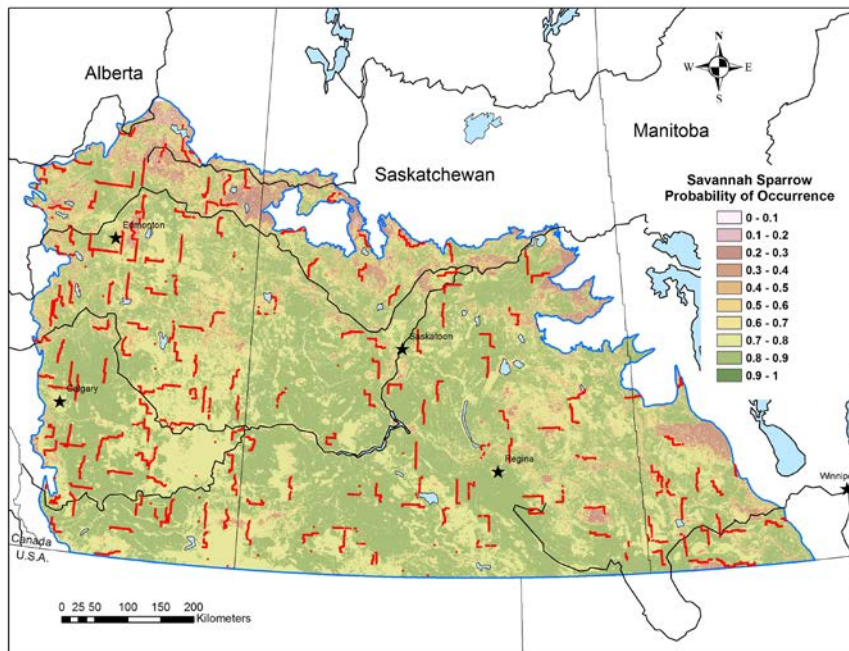 N
W E
S
Alberta
Manitoba
Saskatchewan
Savannah Sparrow
Probability of Occurrence
0 - 0.1
0.1 - 0.2
0.2 - 0.3
0.3 - 0.4
0.4 - 0.5
0.5 - 0.6
0.6 - 0.7
0.7 - 0.8
0.8 - 0.9
0.9 - 1
Edmonton
Saskatoon
Calgary
Regina
Winnipe
Canada
U.S.A.
0 25 50 100 150 200
Kilometers